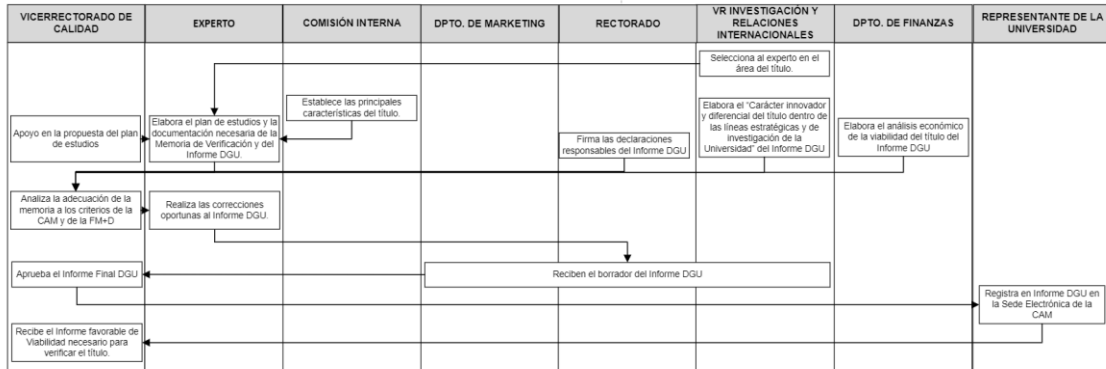 VICERRECTORADO DE
CALIDAD
EXPERTO
COMISIÓN INTERNA
DPTO. DE MARKETING
RECTORADO
VR INVESTIGACIÓN Y
RELACIONES
INTERNACIONALES
DPTO. DE FINANZAS
REPRESENTANTE DE LA
UNIVERSIDAD
Selecciona al experto en el
área del título.
Apoyo en la propuesta del plan
de estudios
Elabora el plan de estudios y la
documentación necesaria de la
Memoria de Verificación y del
Informe DGU.
Establece las principales
características del título.
Firma las declaraciones
responsables del Informe DGU
Elabora el "Carácter innovador
y diferencial del título dentro de
las líneas estratégicas y de
investigación de la
Universidad" del Informe DGU
Elabora el análisis económico
de la viabilidad del título del
Informe DGU
Analiza la adecuación de la
memoria a los criterios de la
CAM y de la FM+D
Realiza las correcciones
oportunas al Informe DGU.
Aprueba el Informe Final DGU
Reciben el borrador del Informe DGU
Registra en Informe DGU en
la Sede Electrónica de la
CAM
Recibe el Informe favorable de
Viabilidad necesario para
verificar el título.